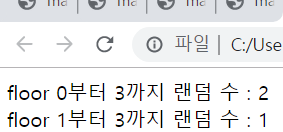 파일 | C:/Use
floor 0부터 3까지 랜덤 수 : 2
floor 1부터 3까지 랜덤 수 : 1